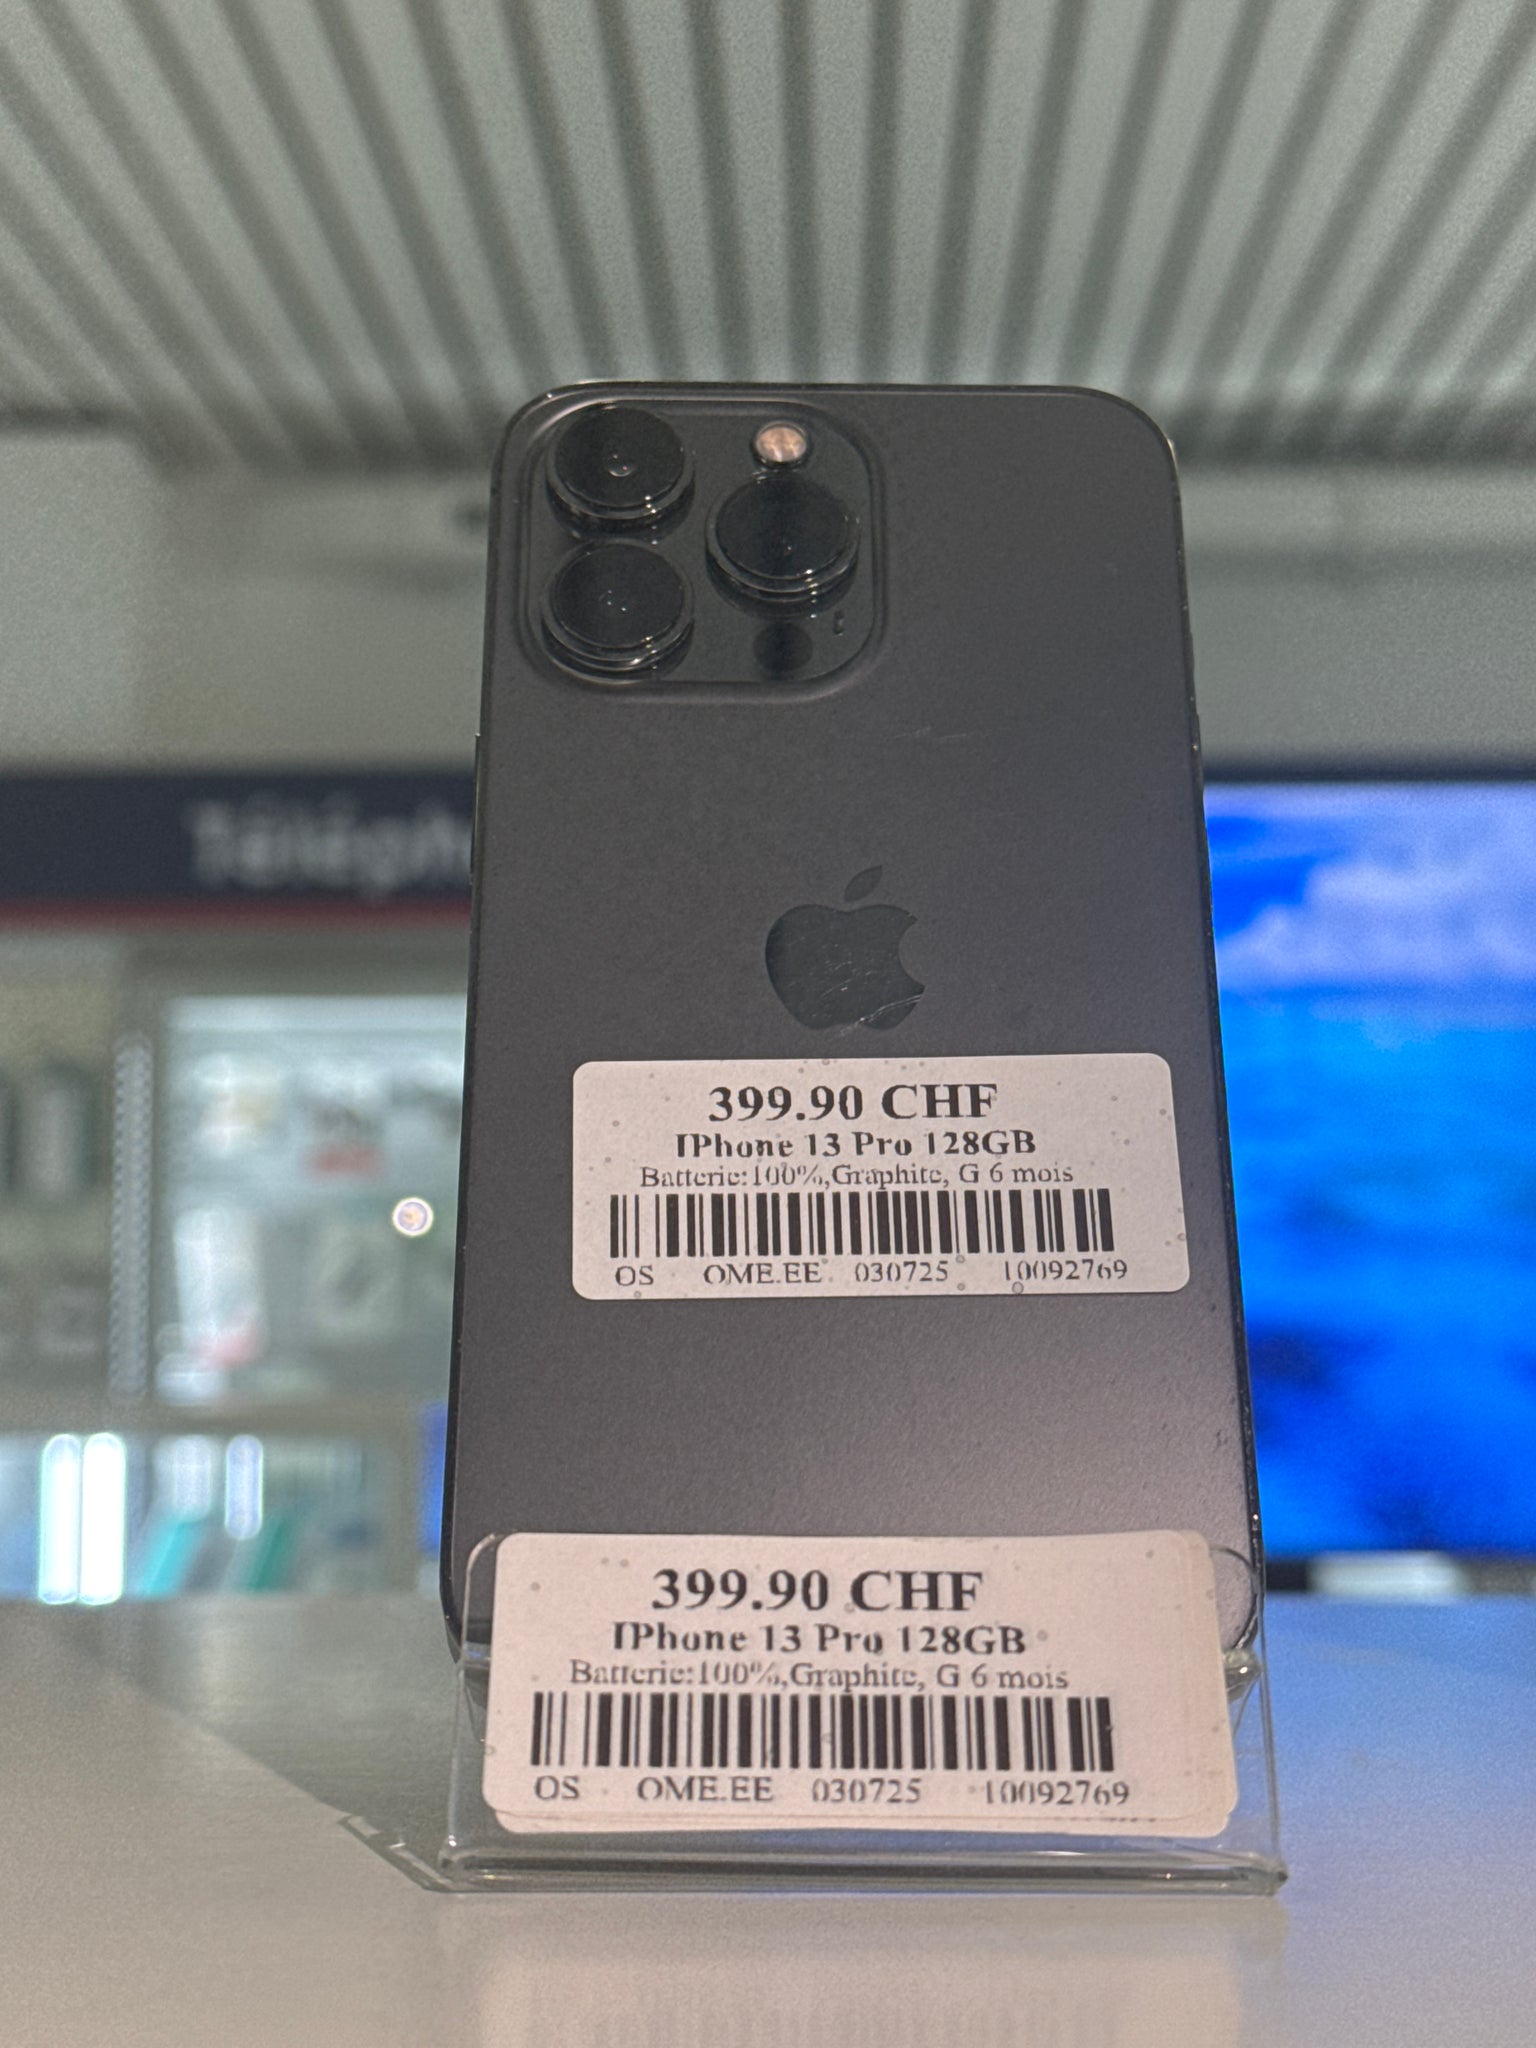 Téléph
399.90 CHF
IPhone 13 Pro 128GB
Batterie:100%,Graphite, G 6 mois
OS OME.EE 030725 10092769
399.90 CHF
IPhone 13 Pro 128GB
Batterie:100%,Graphite, G 6 mois
OS OME.EE 030725 10092769